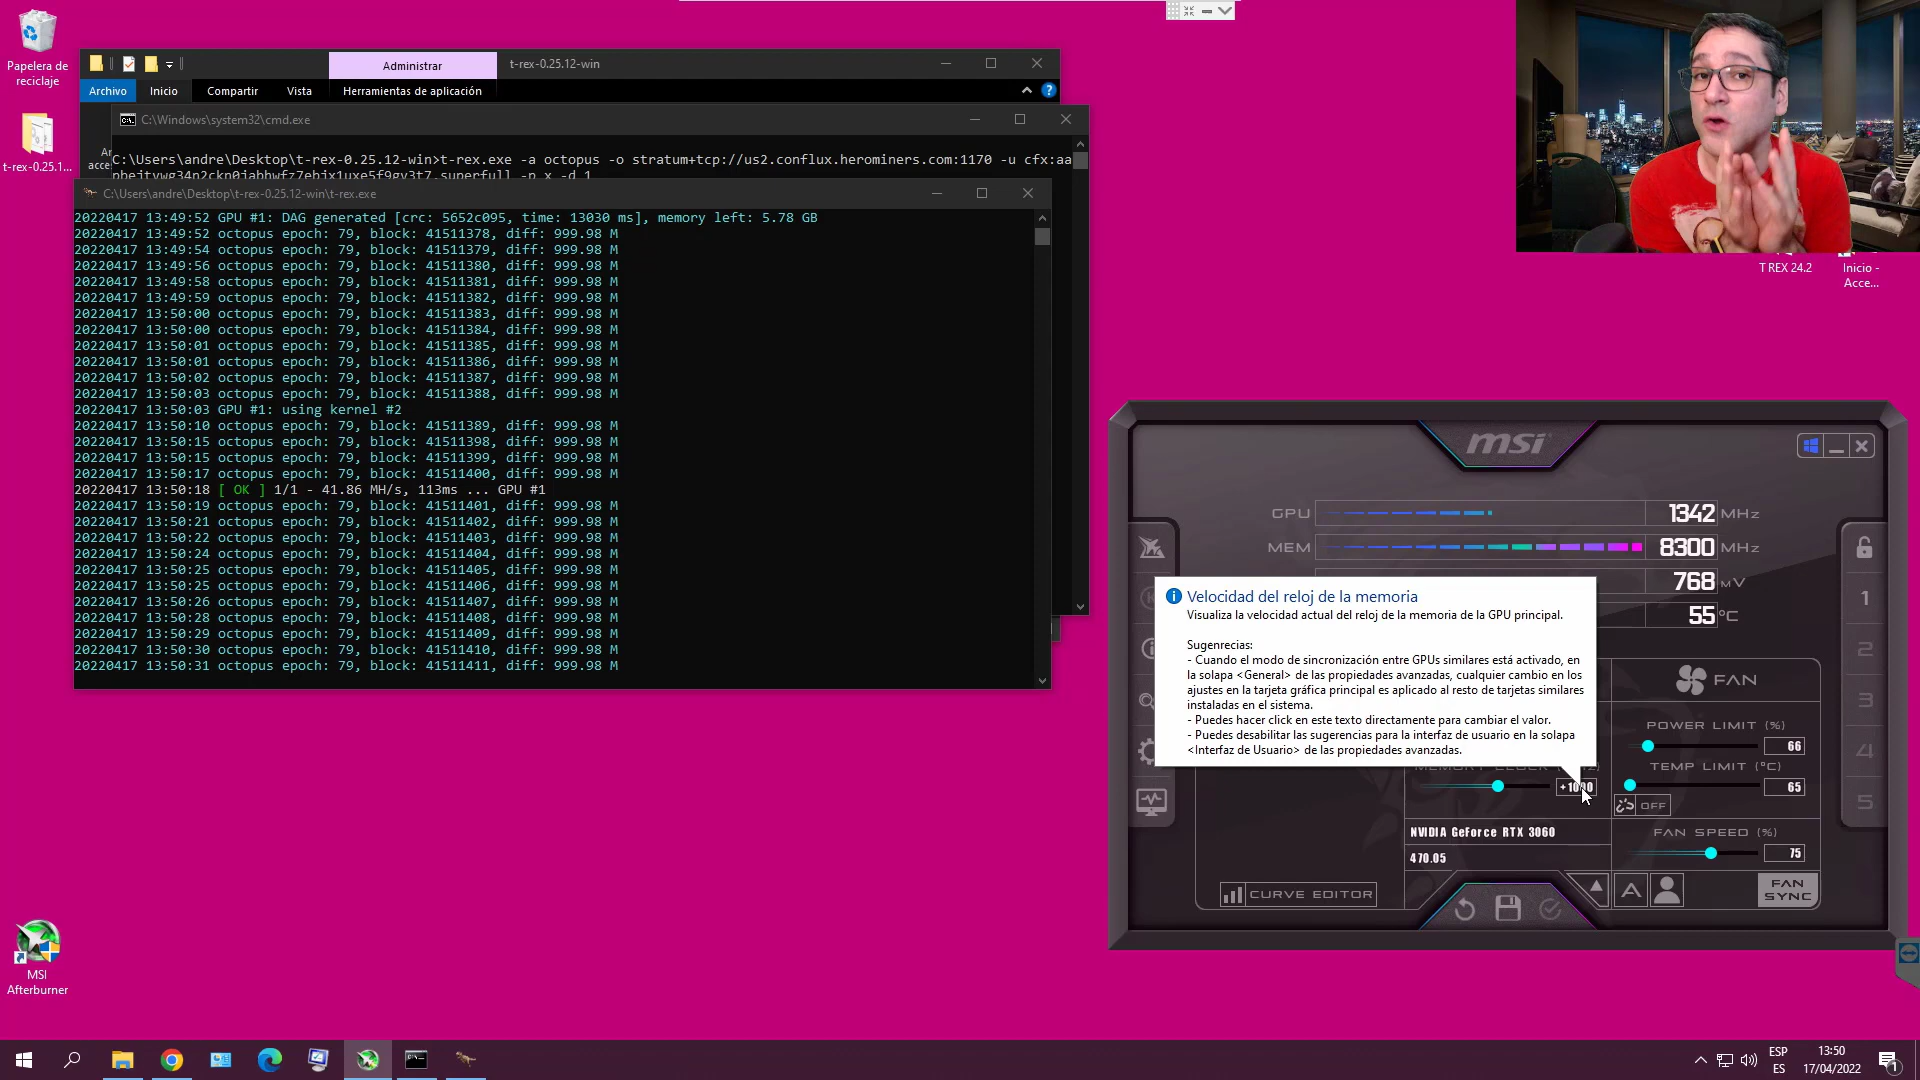 Papelera de
reciclaje
t-rex-0.25.1...
Administrar
t-rex-0.25.12-win
Archivo
Inicio
Compartir
Vista
Herramientas de aplicación
C:\Windows\system32\cmd.exe
C:\Users\andre\Desktop\t-rex-0.25.12-win>t-rex.exe -a octopus -o stratum+tcp://us2.conflux.herominers.com:1170 -u cfx:aa
C:\Users\andre\Desktop\t-rex-0.25.12-win\t-rex.exe
20220417 13:49:52 GPU #1: DAG generated [crc: 5652c095, time: 13030 ms], memory left: 5.78 GB
20220417 13:49:52 octopus epoch: 79, block: 41511378, diff: 999.98 M
20220417 13:49:54 octopus epoch: 79, block: 41511379, diff: 999.98 M
20220417 13:49:56 octopus epoch: 79, block: 41511380, diff: 999.98 M
20220417 13:49:58 octopus epoch: 79, block: 41511381, diff: 999.98 M
20220417 13:49:59 octopus epoch: 79, block: 41511382, diff: 999.98 M
20220417 13:50:00 octopus epoch: 79, block: 41511383, diff: 999.98 M
20220417 13:50:00 octopus epoch: 79, block: 41511384, diff: 999.98 M
20220417 13:50:01 octopus epoch: 79, block: 41511385, diff: 999.98 M
20220417 13:50:01 octopus epoch: 79, block: 41511386, diff: 999.98 M
20220417 13:50:02 octopus epoch: 79, block: 41511387, diff: 999.98 M
20220417 13:50:03 octopus epoch: 79, block: 41511388, diff: 999.98 M
20220417 13:50:03 GPU #1: using kernel #2
20220417 13:50:10 octopus epoch: 79, block: 41511389, diff: 999.98 M
20220417 13:50:15 octopus epoch: 79, block: 41511398, diff: 999.98 M
20220417 13:50:15 octopus epoch: 79, block: 41511399, diff: 999.98 M
20220417 13:50:17 octopus epoch: 79, block: 41511400, diff: 999.98 M
20220417 13:50:18 [ OK ] 1/1 - 41.86 MH/s, 113ms ... GPU #1
20220417 13:50:19 octopus epoch: 79, block: 41511401, diff: 999.98 M
20220417 13:50:21 octopus epoch: 79, block: 41511402, diff: 999.98 M
20220417 13:50:22 octopus epoch: 79, block: 41511403, diff: 999.98 M
20220417 13:50:24 octopus epoch: 79, block: 41511404, diff: 999.98 M
20220417 13:50:25 octopus epoch: 79, block: 41511405, diff: 999.98 M
20220417 13:50:25 octopus epoch: 79, block: 41511406, diff: 999.98 M
20220417 13:50:26 octopus epoch: 79, block: 41511407, diff: 999.98 M
20220417 13:50:28 octopus epoch: 79, block: 41511408, diff: 999.98 M
20220417 13:50:29 octopus epoch: 79, block: 41511409, diff: 999.98 M
20220417 13:50:30 octopus epoch: 79, block: 41511410, diff: 999.98 M
20220417 13:50:31 octopus epoch: 79, block: 41511411, diff: 999.98 M
T REX 24.2
Inicio -
Acce...
msi
GPU 1342 MHz
MEM 8300 MHz
768 mV
55 °C
Velocidad del reloj de la memoria
Visualiza la velocidad actual del reloj de la memoria de la GPU principal.
Sugenrecias:
- Cuando el modo de sincronización entre GPUs similares está activado, en
la solapa <General> de las propiedades avanzadas, cualquier cambio en los
ajustes en la tarjeta gráfica principal es aplicado al resto de tarjetas similares
instaladas en el sistema.
- Puedes hacer click en este texto directamente para cambiar el valor.
- Puedes desabilitar las sugerencias para la interfaz de usuario en la solapa
<Interfaz de Usuario> de las propiedades avanzadas.
FAN
POWER LIMIT (%)
66
TEMP LIMIT (°C)
65
OFF
FAN SPEED (%)
75
NVIDIA GeForce RTX 3060
470.05
CURVE EDITOR
A
FAN
SYNC
1
2
3
4
5
MSI
Afterburner
ESP
ES
13:50
17/04/2022
1